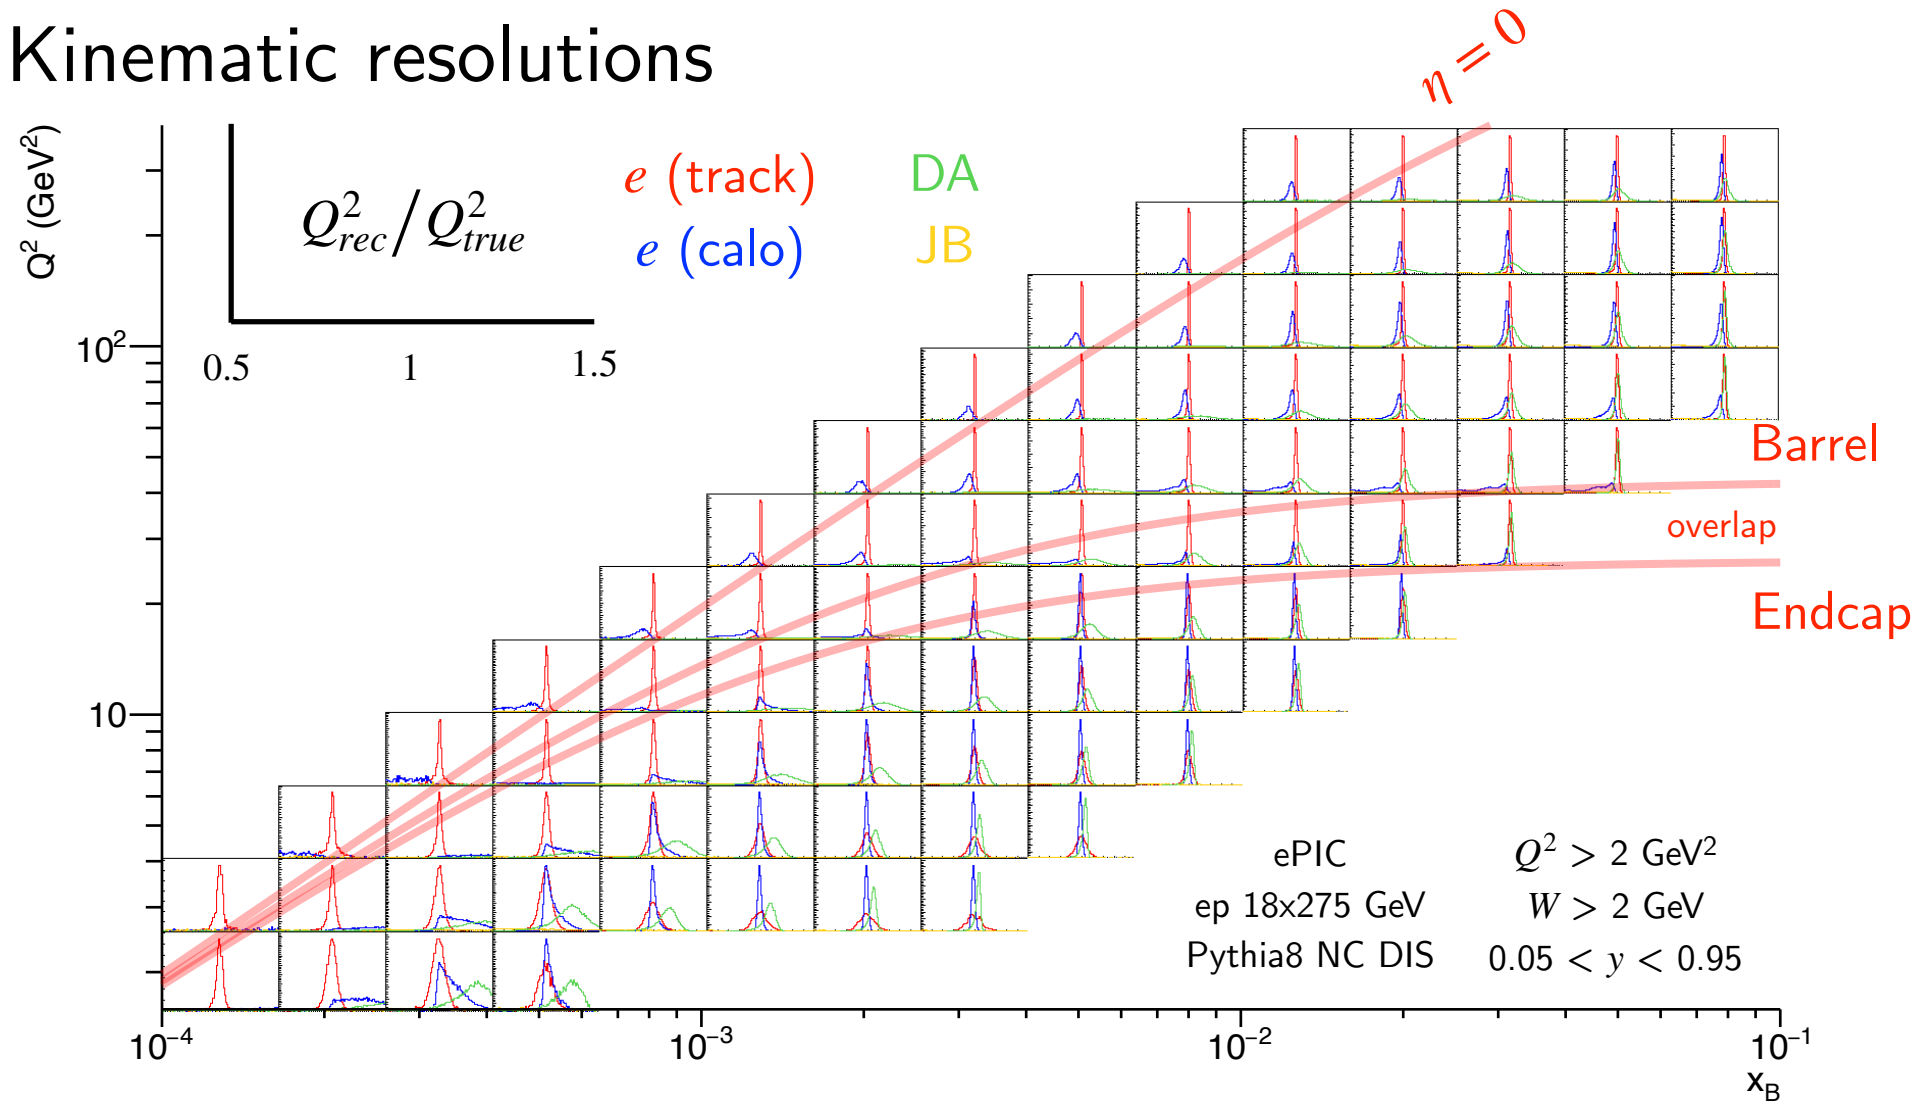 Kinematic resolutions
η = 0
Q² (GeV²)
Q²rec/Q²true
e (track)
DA
e (calo)
JB
0.5
1
1.5
10²
10
Barrel
overlap
Endcap
ePIC
Q² > 2 GeV²
ep 18x275 GeV
W > 2 GeV
Pythia8 NC DIS
0.05 < y < 0.95
10⁻⁴
10⁻³
10⁻²
10⁻¹
x_B